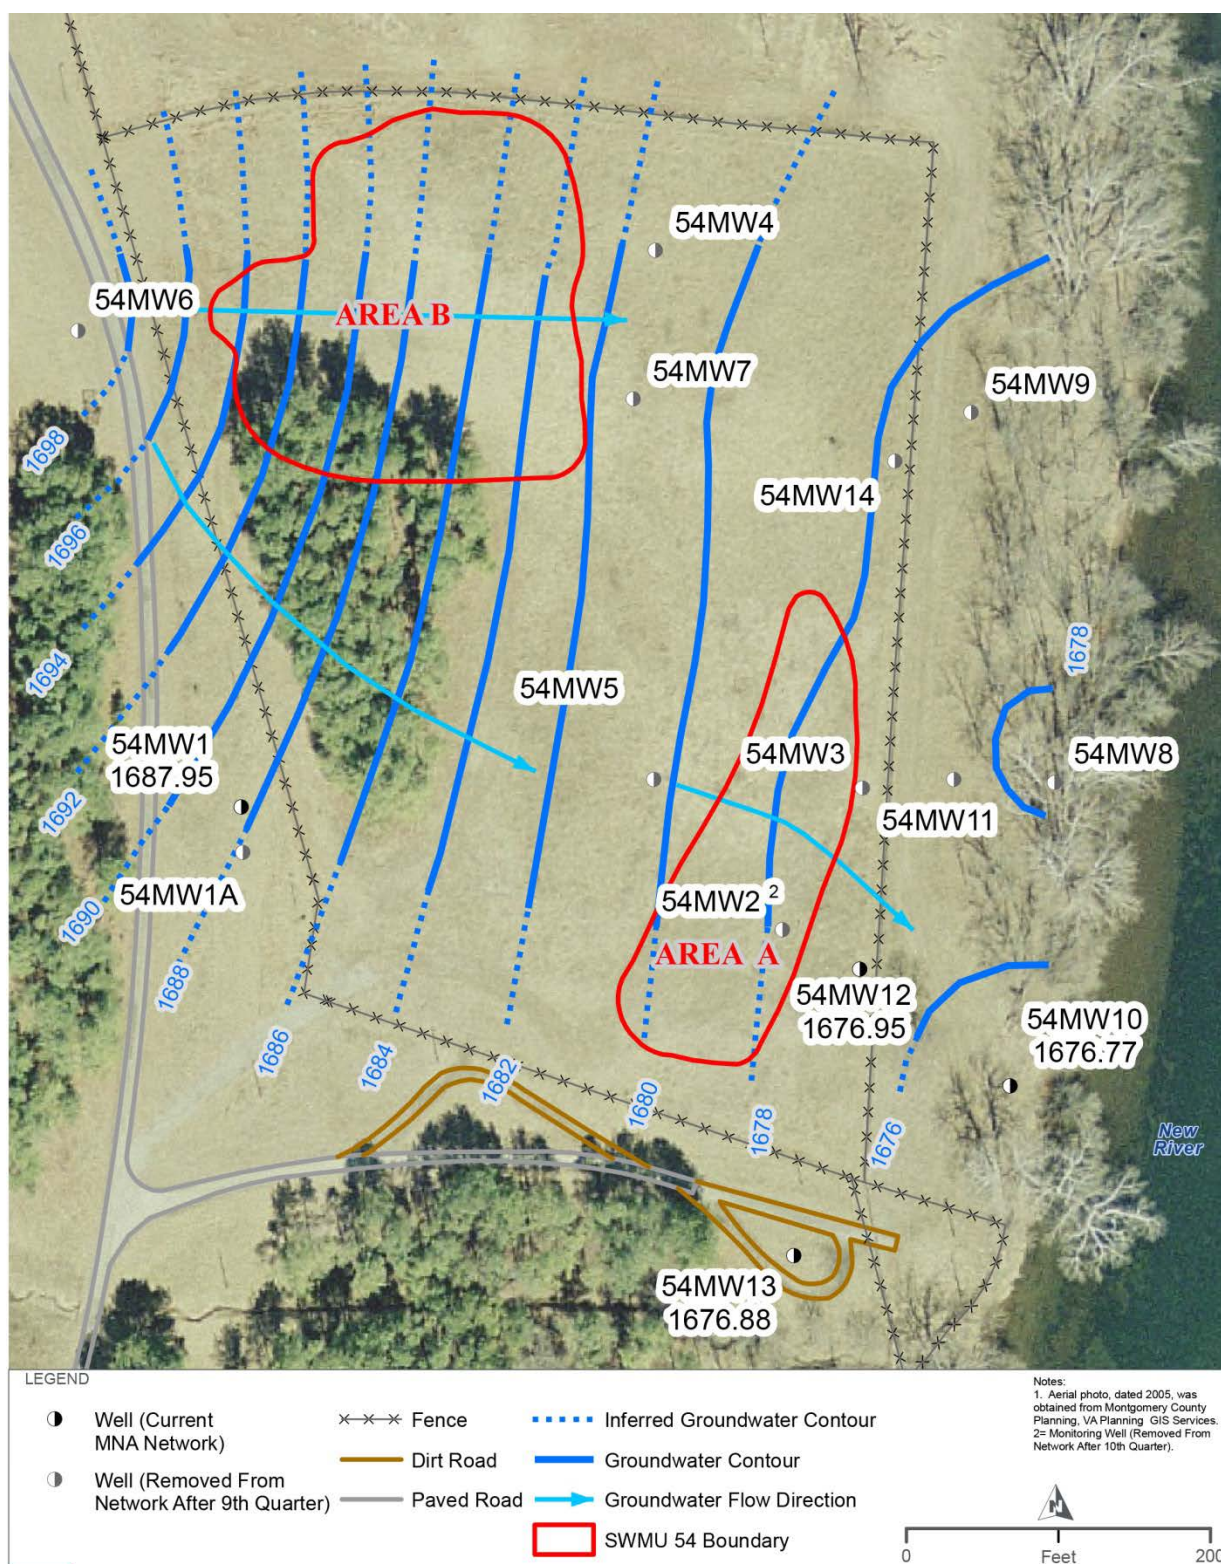 54MW4
54MW6
AREA B
54MW7
54MW9
1698
54MW14
1696
1694
1678
54MW5
54MW1
1687.95
54MW3
54MW8
1692
54MW11
54MW1A
54MW2 2
1690
AREA A
1688
54MW12
1676.95
54MW10
1676.77
1686
1684
1682
1680
1678
1676
New
River
54MW13
1676.88
LEGEND
Well (Current
MNA Network)
Well (Removed From
Network After 9th Quarter)
Fence
Dirt Road
Paved Road
Inferred Groundwater Contour
Groundwater Contour
Groundwater Flow Direction
SWMU 54 Boundary
Notes:
1. Aerial photo, dated 2005, was
obtained from Montgomery County
Planning, VA Planning GIS Services.
2= Monitoring Well (Removed From
Network After 10th Quarter).
N
0
Feet
200